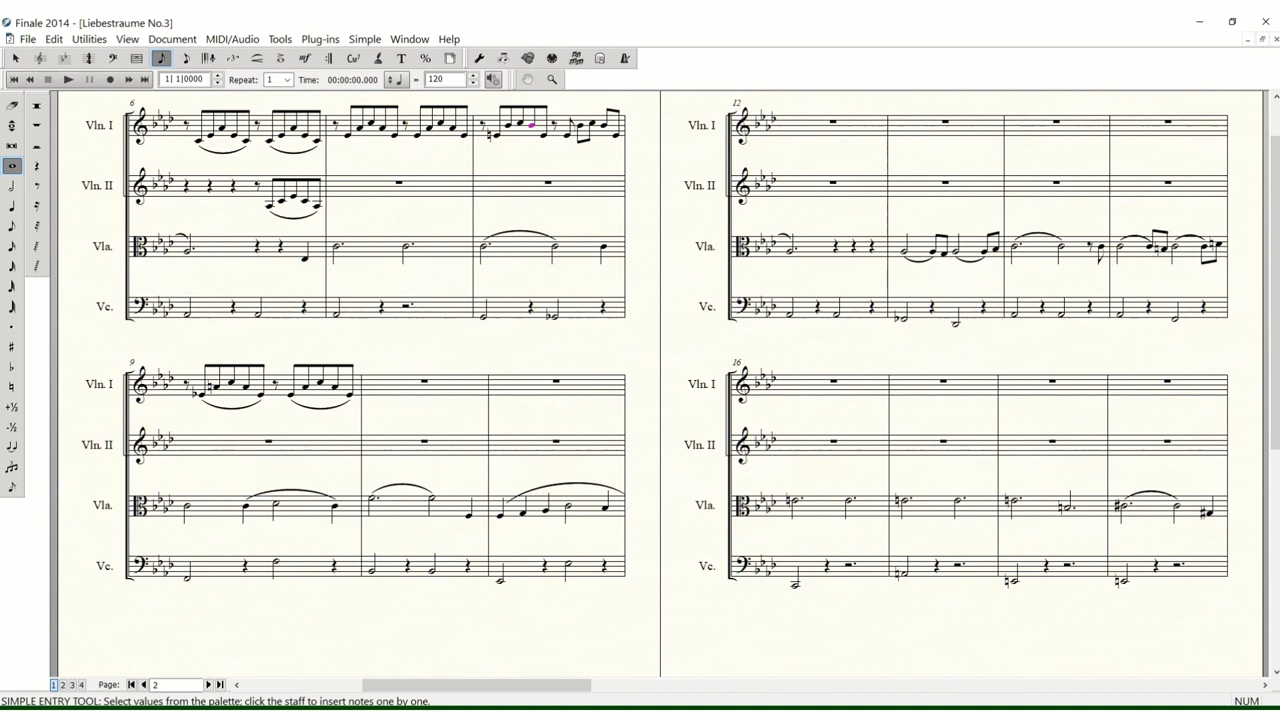 Finale 2014 - [Liebestraume No.3]
File Edit Utilities View Document MIDI/Audio Tools Plug-ins Simple Window Help
1| 1|0000 Repeat: 1 Time: 00:00:00.000 = 120
6
Vln. I
Vln. II
Vla.
Vc.
9
Vln. I
Vln. II
Vla.
Vc.
12
Vln. I
Vln. II
Vla.
Vc.
16
Vln. I
Vln. II
Vla.
Vc.
1 2 3 4 Page: 2
SIMPLE ENTRY TOOL: Select values from the palette; click the staff to insert notes one by one. NUM